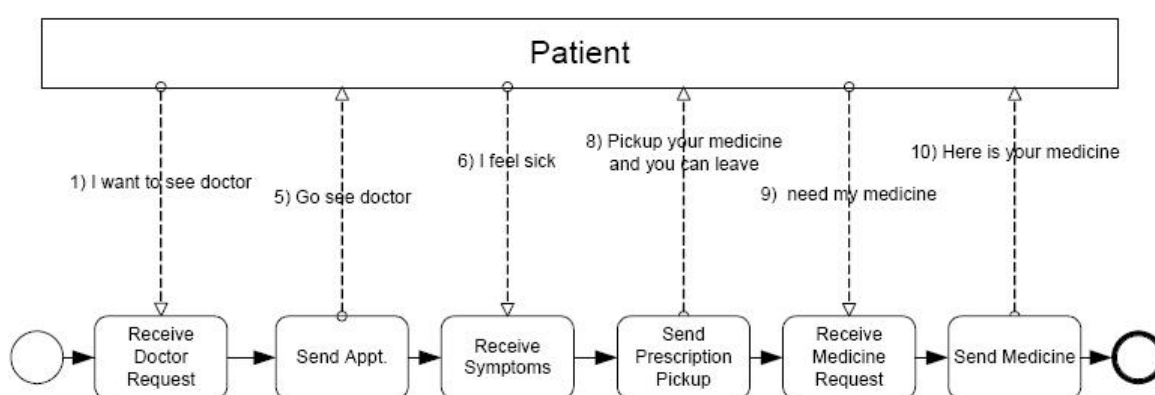 Patient
1) I want to see doctor
5) Go see doctor
6) I feel sick
8) Pickup your medicine
and you can leave
9)  need my medicine
10) Here is your medicine
Receive
Doctor
Request
Send Appt.
Receive
Symptoms
Send
Prescription
Pickup
Receive
Medicine
Request
Send Medicine